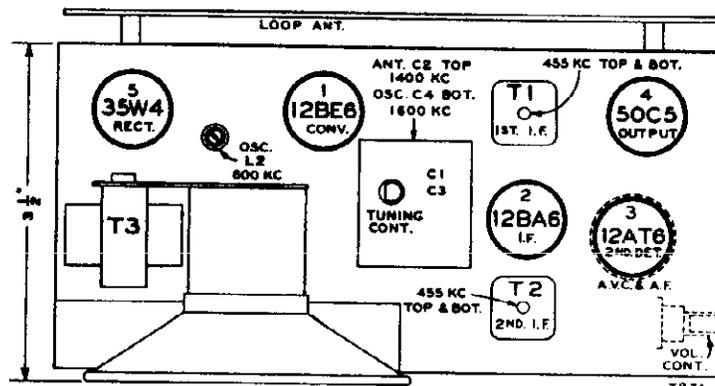 LOOP ANT.
455 KC TOP & BOT.
ANT. C2 TOP
1400 KC
OSC. C4 BOT.
1600 KC
5
35W4
RECT.
1
12BE6
CONV.
T1
1ST. I.F.
4
50C5
OUTPUT
OSC.
L2
600 KC
C1
C3
TUNING
CONT.
2
12BA6
I.F.
3
12AT6
2ND. DET.
A.V.C. & A.F.
T3
T2
2ND. I.F.
455 KC
TOP & BOT.
VOL.
CONT.